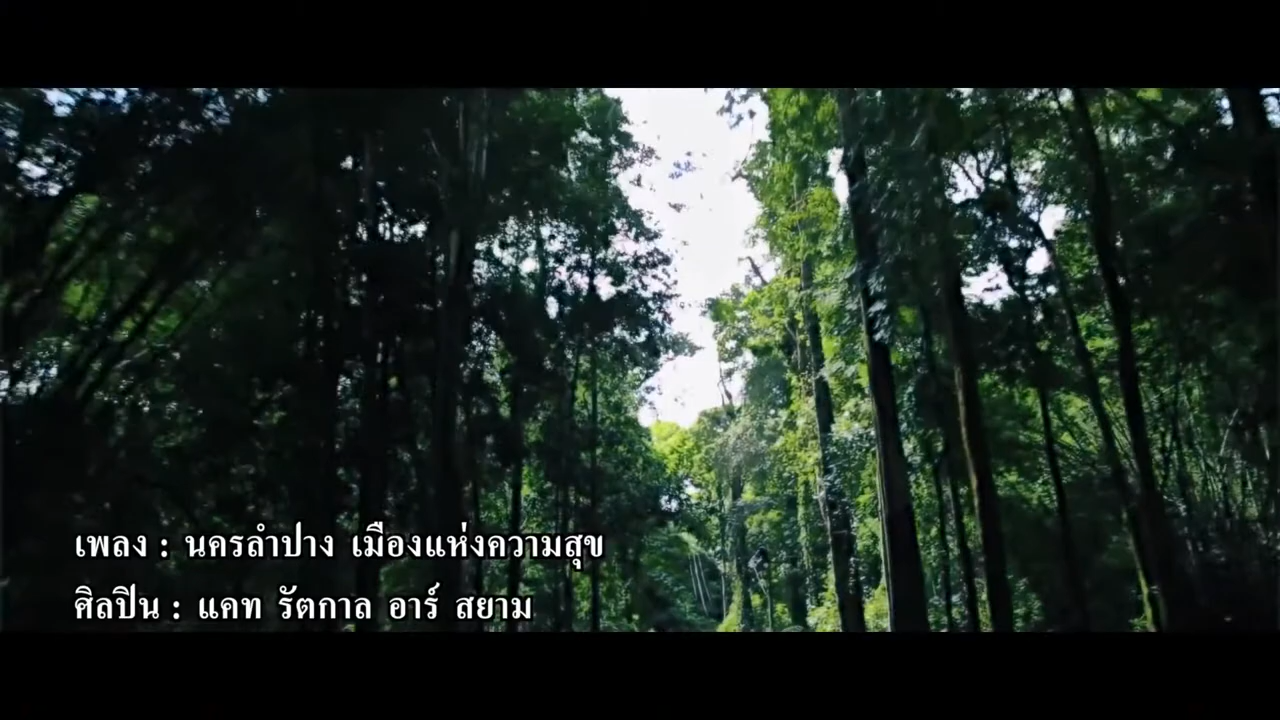 เพลง : นครลำปาง เมืองแห่งความสุข
ศิลปิน : แคท รัตกาล อาร์ สยาม